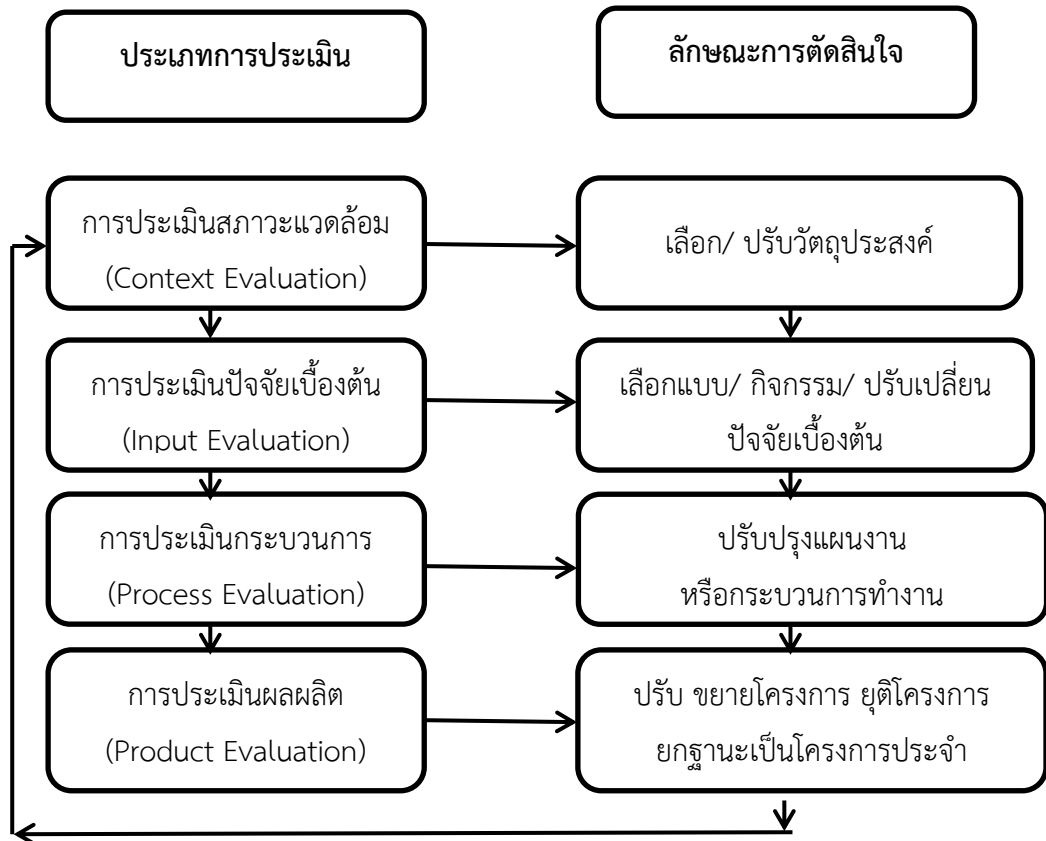 ประเภทการประเมิน
ลักษณะการตัดสินใจ
การประเมินสภาวะแวดล้อม
(Context Evaluation)
เลือก/ ปรับวัตถุประสงค์
การประเมินปัจจัยเบื้องต้น
(Input Evaluation)
เลือกแบบ/ กิจกรรม/ ปรับเปลี่ยน
ปัจจัยเบื้องต้น
การประเมินกระบวนการ
(Process Evaluation)
ปรับปรุงแผนงาน
หรือกระบวนการทำงาน
การประเมินผลผลิต
(Product Evaluation)
ปรับ ขยายโครงการ ยุติโครงการ
ยกฐานะเป็นโครงการประจำ